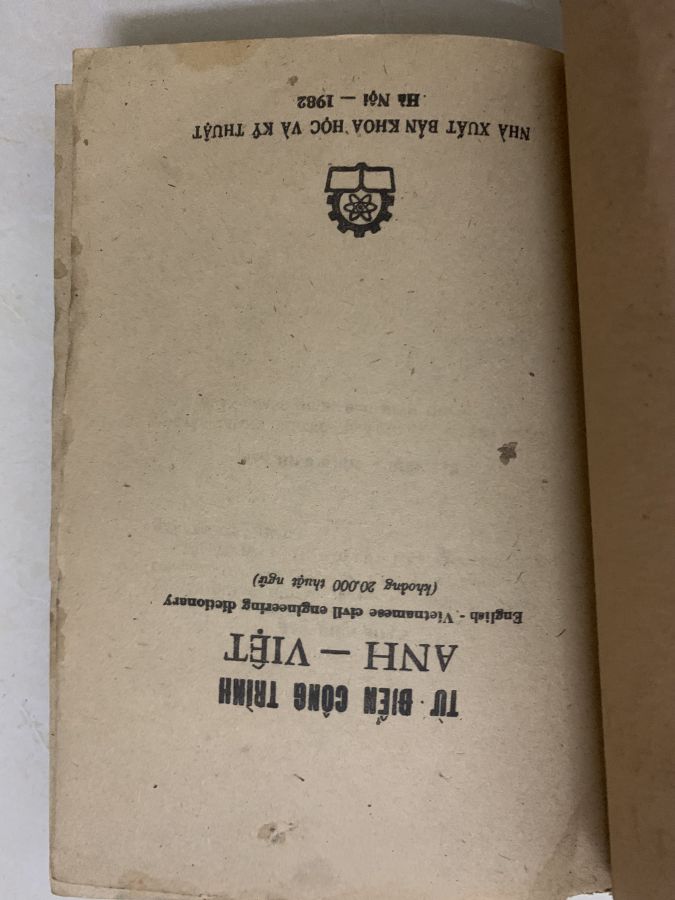 TỪ ĐIỂN CÔNG TRÌNH
ANH — VIỆT
English - Vietnamese civil engineering dictionary
(khoảng 20.000 thuật ngữ)
NHÀ XUẤT BẢN KHOA HỌC VÀ KỸ THUẬT
Hà Nội — 1982